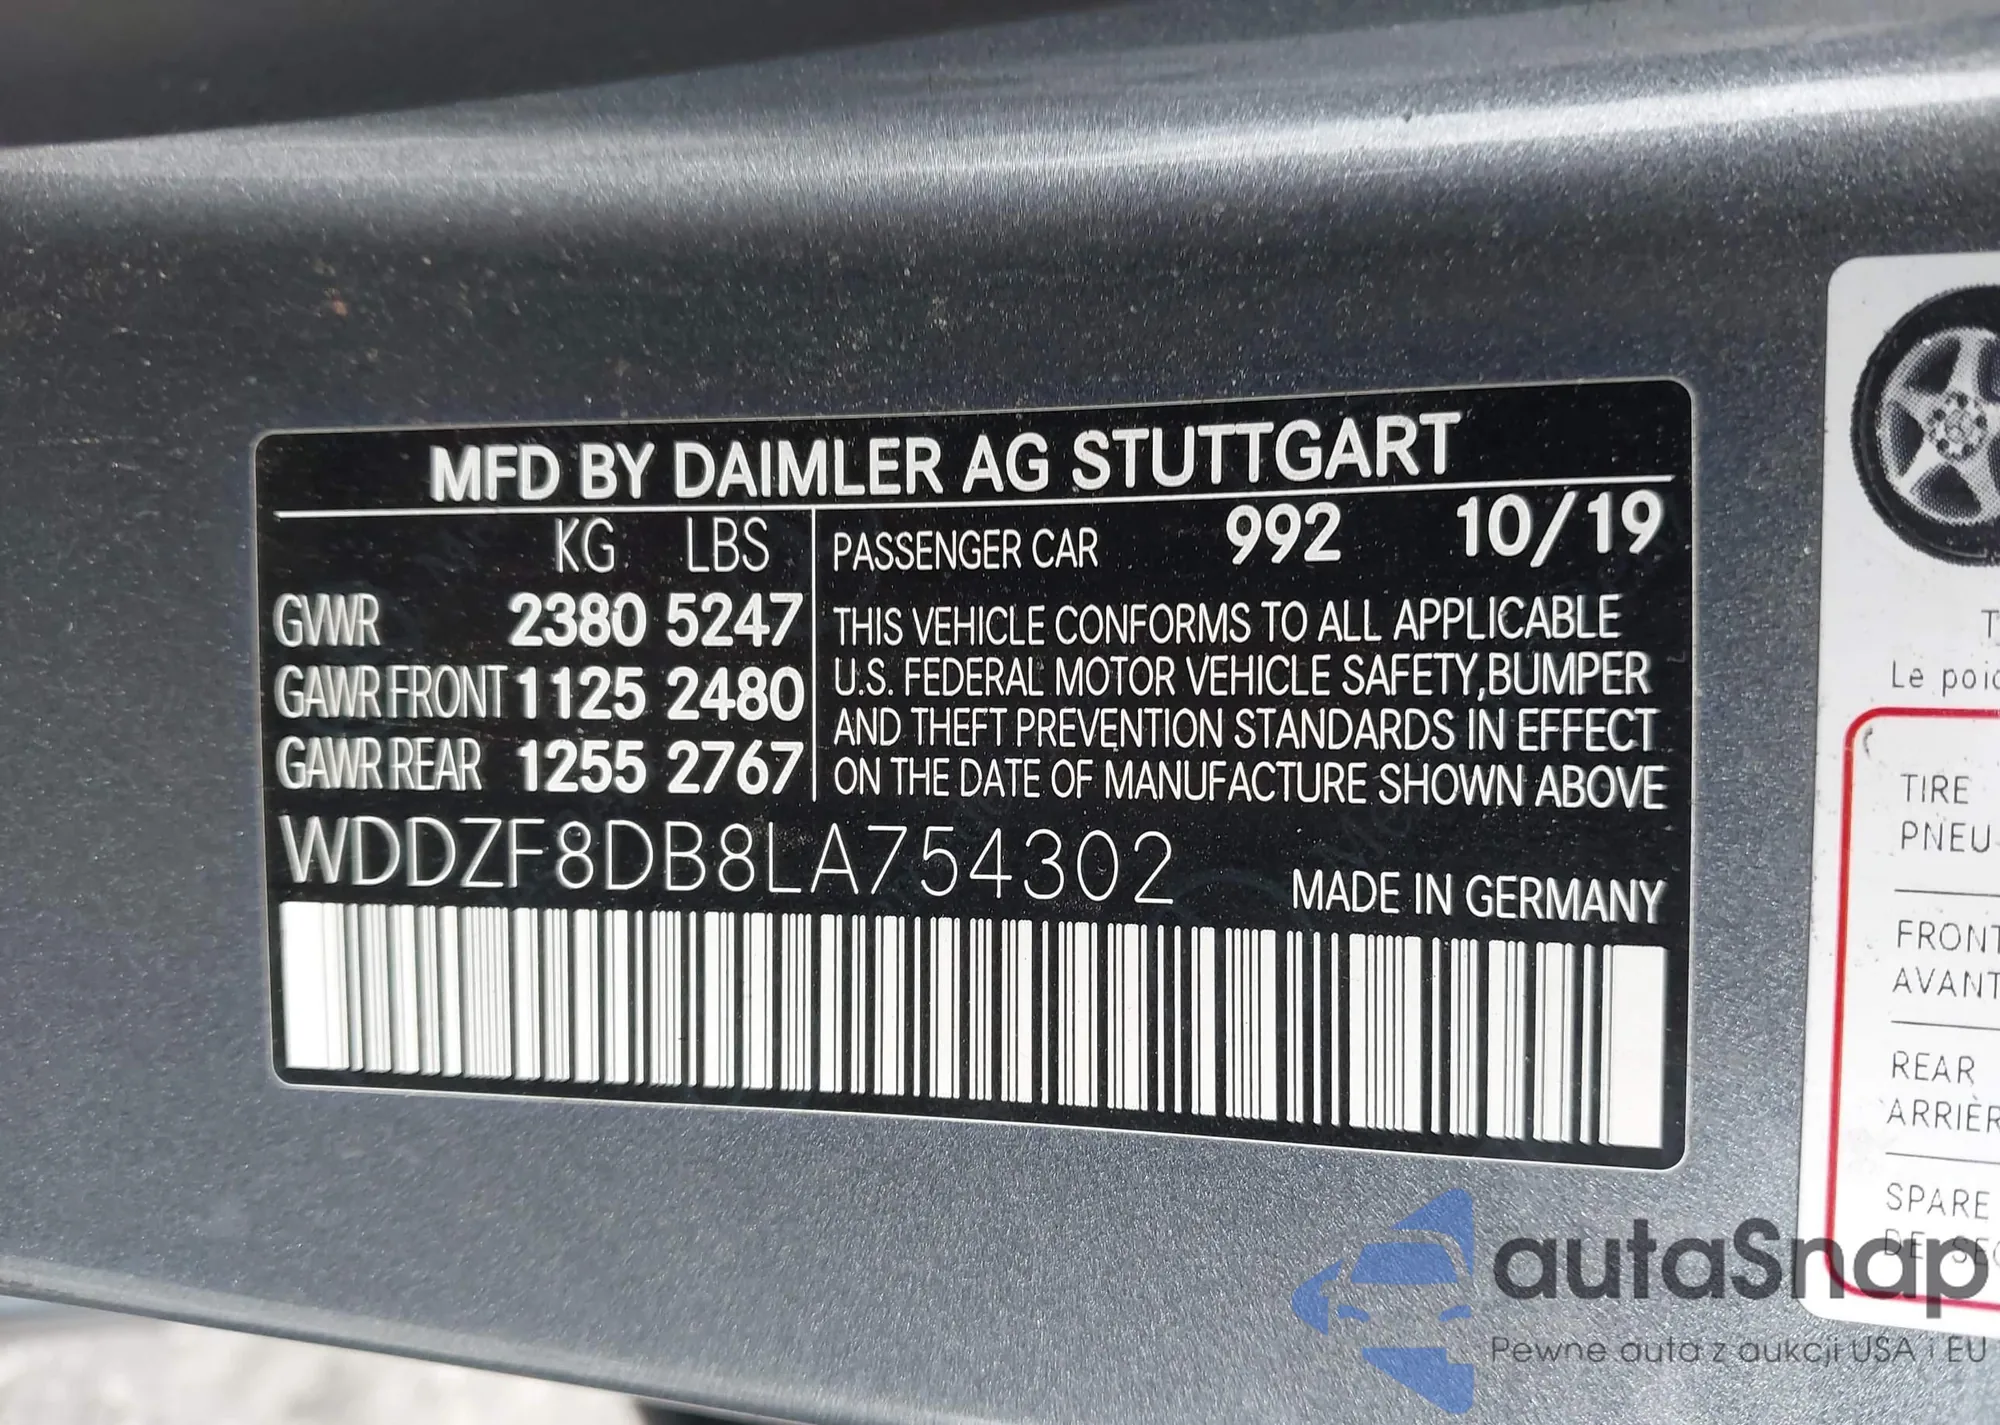 MFD BY DAIMLER AG STUTTGART
KG LBS
GVWR 2380 5247
GAWR FRONT 1125 2480
GAWR REAR 1255 2767
PASSENGER CAR 992 10/19
THIS VEHICLE CONFORMS TO ALL APPLICABLE
U.S. FEDERAL MOTOR VEHICLE SAFETY, BUMPER
AND THEFT PREVENTION STANDARDS IN EFFECT
ON THE DATE OF MANUFACTURE SHOWN ABOVE
WDDZF8DB8LA754302
MADE IN GERMANY
Le
TIRE
FRONT
REAR
SPARE
autaSnap
Pewne auta z aukcji USA i EU